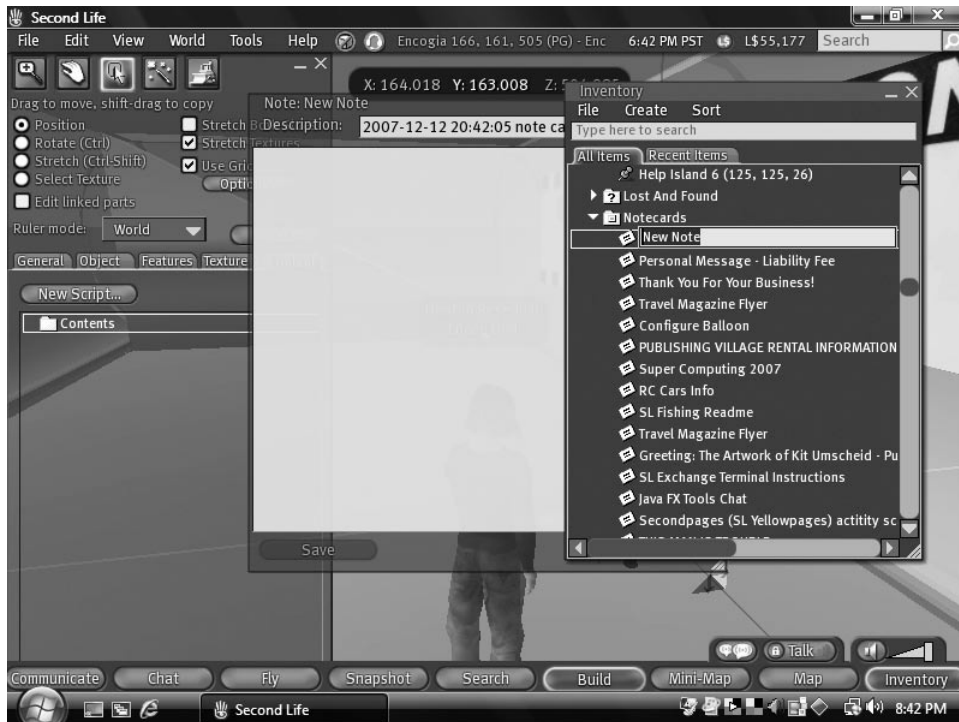 Second Life
File Edit View World Tools Help Encogia 166, 161, 505 (PG) - Enc 6:42 PM PST L$55,177 Search
X: 164.018 Y: 163.008 Z:
Drag to move, shift-drag to copy
Position
Rotate (Ctrl)
Stretch (Ctrl-Shift)
Select Texture
Edit linked parts
Stretch
Stretch Textures
Use Gri
Opti
Ruler mode: World
General Object Features Texture
New Script...
Contents
Note: New Note
Description: 2007-12-12 20:42:05 note ca
Save
Inventory
File Create Sort
Type here to search
All Items Recent Items
Help Island 6 (125, 125, 26)
Lost And Found
Notecards
New Note
Personal Message - Liability Fee
Thank You For Your Business!
Travel Magazine Flyer
Configure Balloon
PUBLISHING VILLAGE RENTAL INFORMATION
Super Computing 2007
RC Cars Info
SL Fishing Readme
Travel Magazine Flyer
Greeting: The Artwork of Kit Umscheid - Pu
SL Exchange Terminal Instructions
Java FX Tools Chat
Secondpages (SL Yellowpages) actitity sc
Talk
Communicate Chat Fly Snapshot Search Build Mini-Map Map Inventory
Second Life 8:42 PM